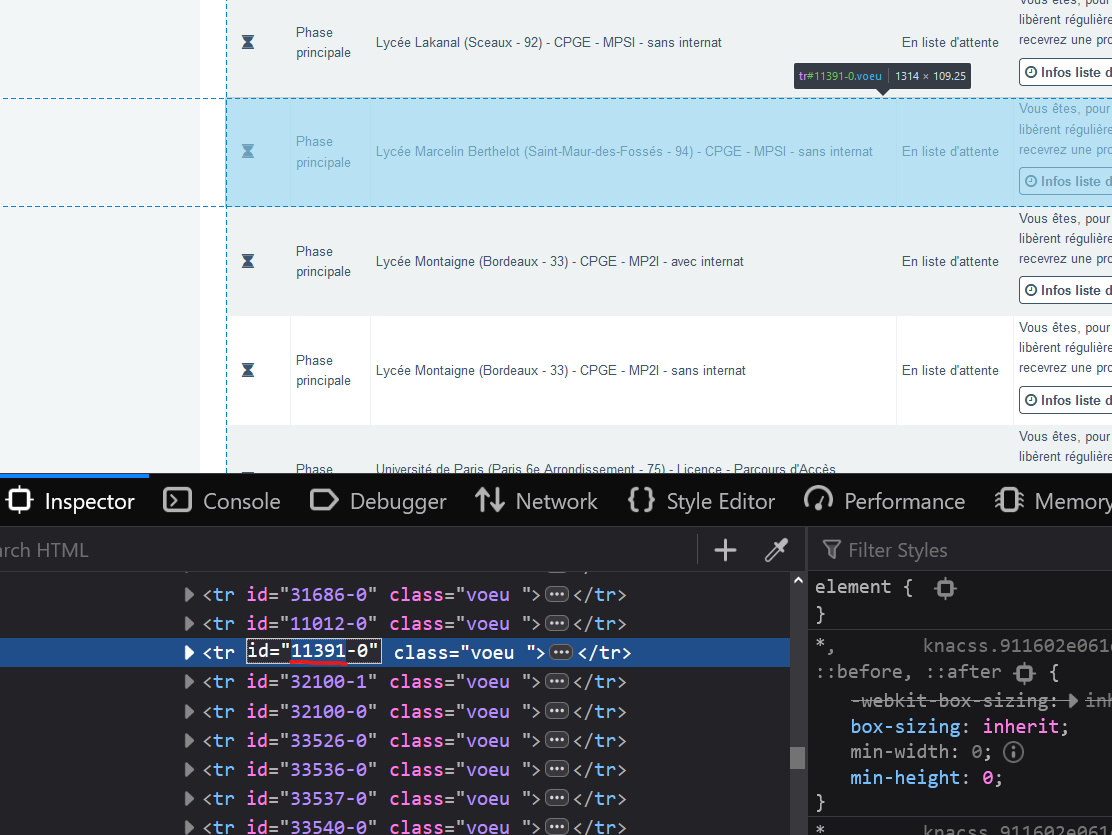 Vous êtes, pour
Phase
principale
Lycée Lakanal (Sceaux - 92) - CPGE - MPSI - sans internat
En liste d'attente
libèrent régulière
recevrez une pro
Infos liste d
tr#11391-0.voeu
1314 × 109.25
Phase
principale
Lycée Marcelin Berthelot (Saint-Maur-des-Fossés - 94) - CPGE - MPSI - sans internat
En liste d'attente
Vous êtes, pour
libèrent régulière
recevrez une pro
Infos liste d
Phase
principale
Lycée Montaigne (Bordeaux - 33) - CPGE - MP2I - avec internat
En liste d'attente
Vous êtes, pour
libèrent régulière
recevrez une pro
Infos liste d
Phase
principale
Lycée Montaigne (Bordeaux - 33) - CPGE - MP2I - sans internat
En liste d'attente
Vous êtes, pour
libèrent régulière
recevrez une pro
Infos liste d
Phase
Université de Paris (Paris 6e Arrondissement - 75) - Licence - Parcours d'Accès
Vous êtes, pour
libèrent régulière
Inspector Console Debugger Network {} Style Editor Performance Memory
rch HTML
+
Filter Styles
<tr id="31686-0" class="voeu ">⋯</tr>
<tr id="11012-0" class="voeu ">⋯</tr>
<tr id="11391-0" class="voeu ">⋯</tr>
<tr id="32100-1" class="voeu ">⋯</tr>
<tr id="32100-0" class="voeu ">⋯</tr>
<tr id="33526-0" class="voeu ">⋯</tr>
<tr id="33536-0" class="voeu ">⋯</tr>
<tr id="33537-0" class="voeu ">⋯</tr>
<tr id="33540-0" class="voeu ">⋯</tr>
element {
}
*, knacss.911602e061
::before, ::after {
-webkit-box-sizing: inh
box-sizing: inherit;
min-width: 0;
min-height: 0;
}
* knacss.911602e061